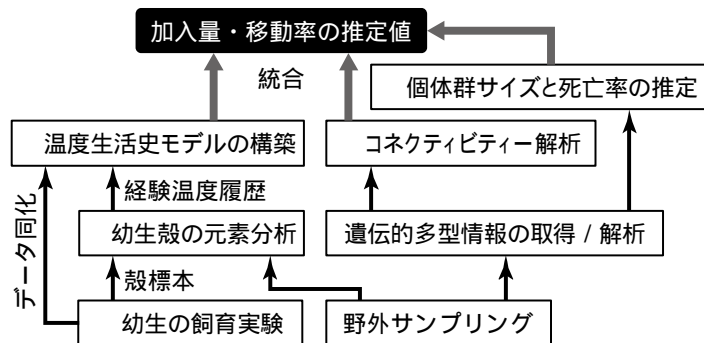 加入量・移動率の推定値
統合
個体群サイズと死亡率の推定
温度生活史モデルの構築
コネクティビティー解析
データ同化
経験温度履歴
幼生殻の元素分析
遺伝的多型情報の取得 / 解析
殻標本
幼生の飼育実験
野外サンプリング